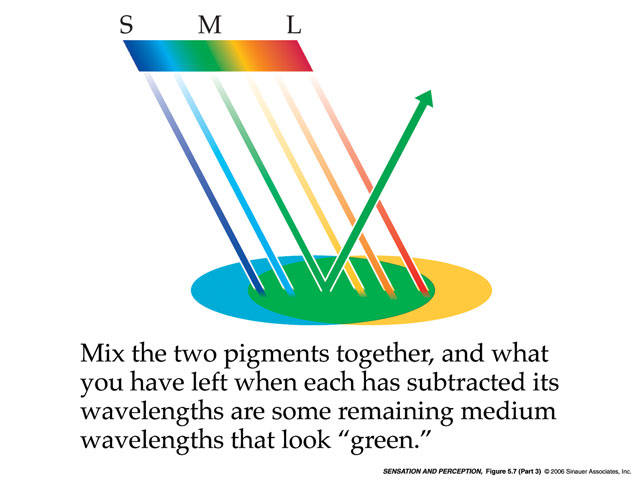 S M L
Mix the two pigments together, and what
you have left when each has subtracted its
wavelengths are some remaining medium
wavelengths that look “green.”
SENSATION AND PERCEPTION, Figure 5.7 (Part 3) © 2006 Sinauer Associates, Inc.